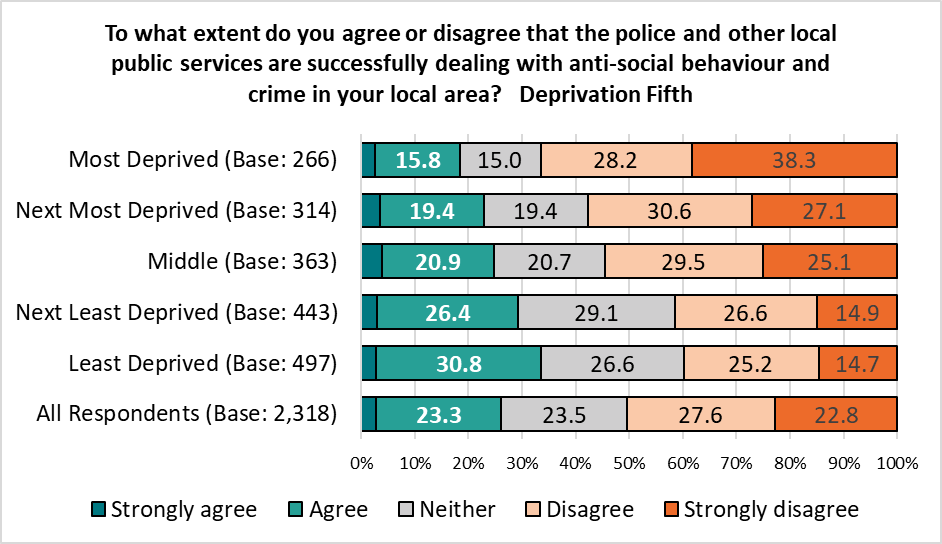 To what extent do you agree or disagree that the police and other local
public services are successfully dealing with anti-social behaviour and
crime in your local area?   Deprivation Fifth
Most Deprived (Base: 266) 15.8 15.0 28.2 38.3
Next Most Deprived (Base: 314) 19.4 19.4 30.6 27.1
Middle (Base: 363) 20.9 20.7 29.5 25.1
Next Least Deprived (Base: 443) 26.4 29.1 26.6 14.9
Least Deprived (Base: 497) 30.8 26.6 25.2 14.7
All Respondents (Base: 2,318) 23.3 23.5 27.6 22.8
0% 10% 20% 30% 40% 50% 60% 70% 80% 90% 100%
Strongly agree Agree Neither Disagree Strongly disagree